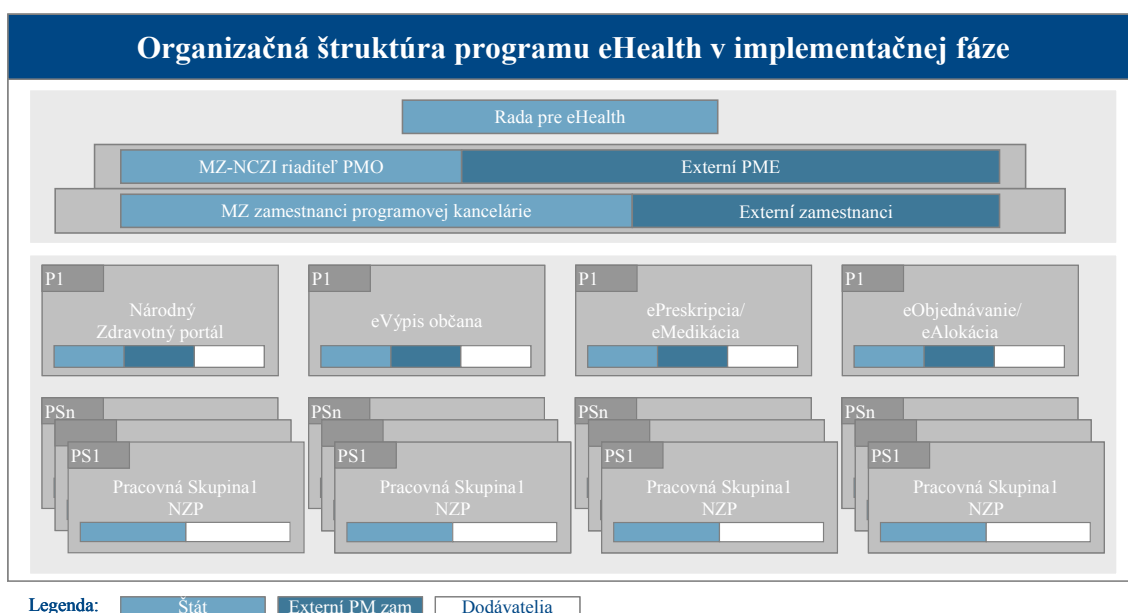 Organizačná štruktúra programu eHealth v implementačnej fáze
Rada pre eHealth
MZ-NCZI riaditeľ PMO
Externí PME
MZ zamestnanci programovej kancelárie
Externí zamestnanci
P1
Národný
Zdravotný portál
P1
eVýpis občana
P1
ePreskripcia/
eMedikácia
P1
eObjednávanie/
eAlokácia
PSn
PS1
Pracovná Skupina1
NZP
PSn
PS1
Pracovná Skupina1
NZP
PSn
PS1
Pracovná Skupina1
NZP
PSn
PS1
Pracovná Skupina1
NZP
Legenda:
Štát
Externí PM zam
Dodávatelia